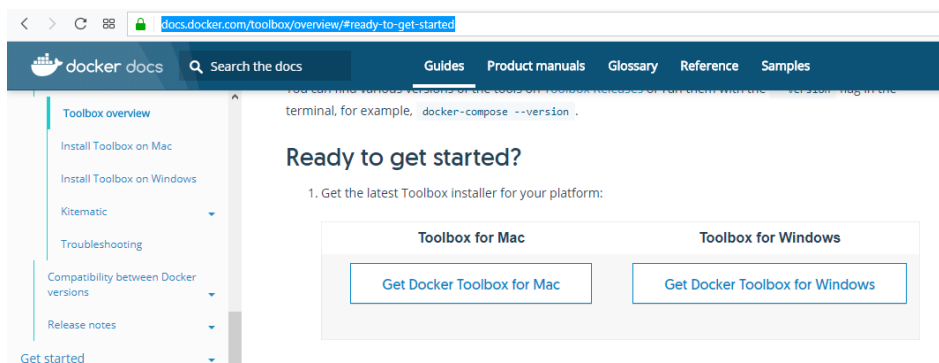 docs.docker.com/toolbox/overview/#ready-to-get-started
docker docs
Search the docs
Guides Product manuals Glossary Reference Samples
Toolbox overview
Install Toolbox on Mac
Install Toolbox on Windows
Kitematic
Troubleshooting
Compatibility between Docker
versions
Release notes
Get started
terminal, for example, docker-compose --version .
Ready to get started?
1. Get the latest Toolbox installer for your platform:
Toolbox for Mac Toolbox for Windows
Get Docker Toolbox for Mac Get Docker Toolbox for Windows